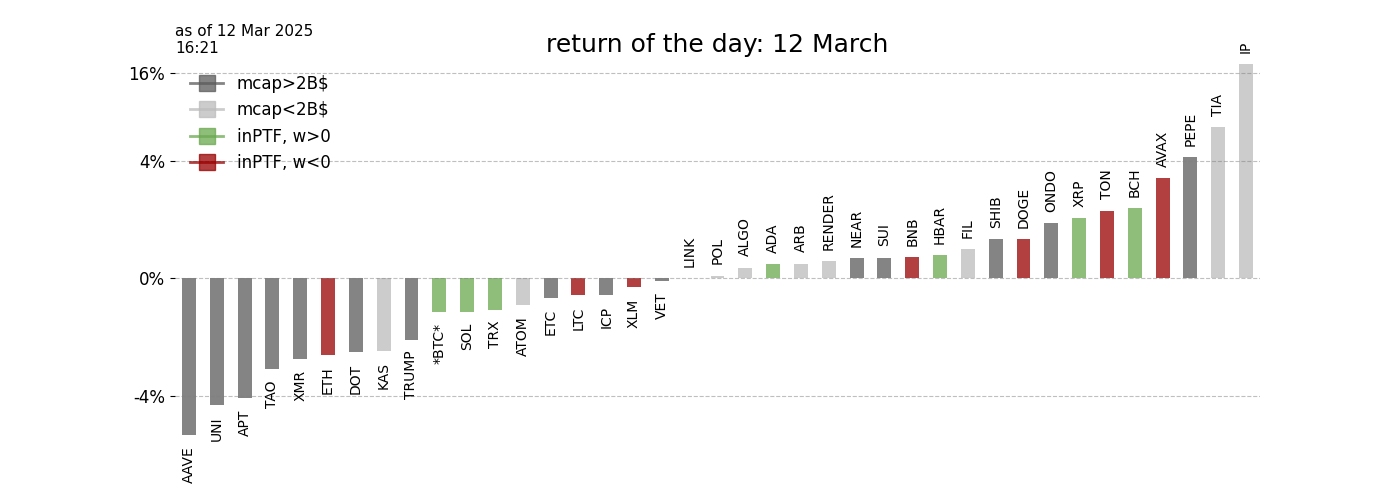 as of 12 Mar 2025
16:21
return of the day: 12 March
mcap>2B$
mcap<2B$
inPTF, w>0
inPTF, w<0
16%
4%
0%
-4%
AAVE
UNI
APT
TAO
XMR
ETH
DOT
KAS
TRUMP
*BTC*
SOL
TRX
ATOM
ETC
LTC
ICP
XLM
VET
LINK
POL
ALGO
ADA
ARB
RENDER
NEAR
SUI
BNB
HBAR
FIL
SHIB
DOGE
ONDO
XRP
TON
BCH
AVAX
PEPE
TIA
IP